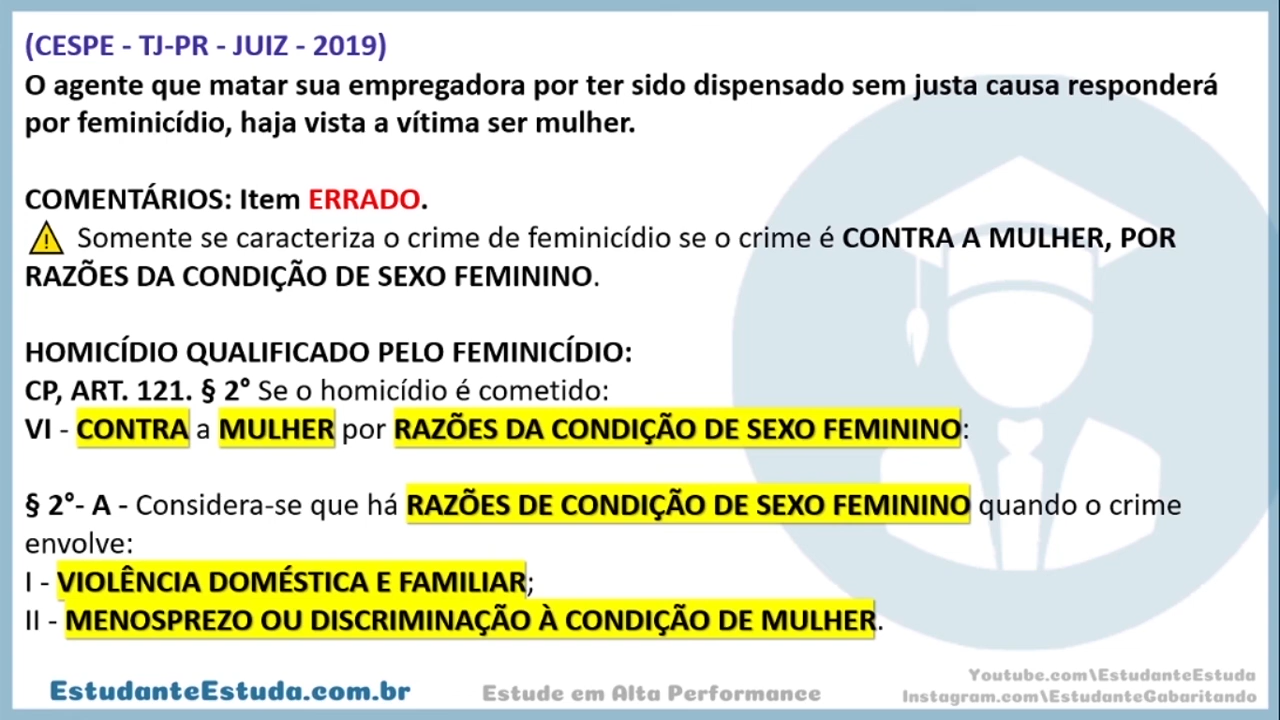 (CESPE - TJ-PR - JUIZ - 2019)
O agente que matar sua empregadora por ter sido dispensado sem justa causa responderá
por feminicídio, haja vista a vítima ser mulher.
COMENTÁRIOS: Item ERRADO.
⚠ Somente se caracteriza o crime de feminicídio se o crime é CONTRA A MULHER, POR
RAZÕES DA CONDIÇÃO DE SEXO FEMININO.
HOMICÍDIO QUALIFICADO PELO FEMINICÍDIO:
CP, ART. 121. § 2° Se o homicídio é cometido:
VI - CONTRA a MULHER por RAZÕES DA CONDIÇÃO DE SEXO FEMININO:
§ 2°- A - Considera-se que há RAZÕES DE CONDIÇÃO DE SEXO FEMININO quando o crime
envolve:
I - VIOLÊNCIA DOMÉSTICA E FAMILIAR;
II - MENOSPREZO OU DISCRIMINAÇÃO À CONDIÇÃO DE MULHER.
EstudanteEstuda.com.br
Estude em Alta Performance
Youtube.com\EstudanteEstuda
Instagram.com\EstudanteGabaritando